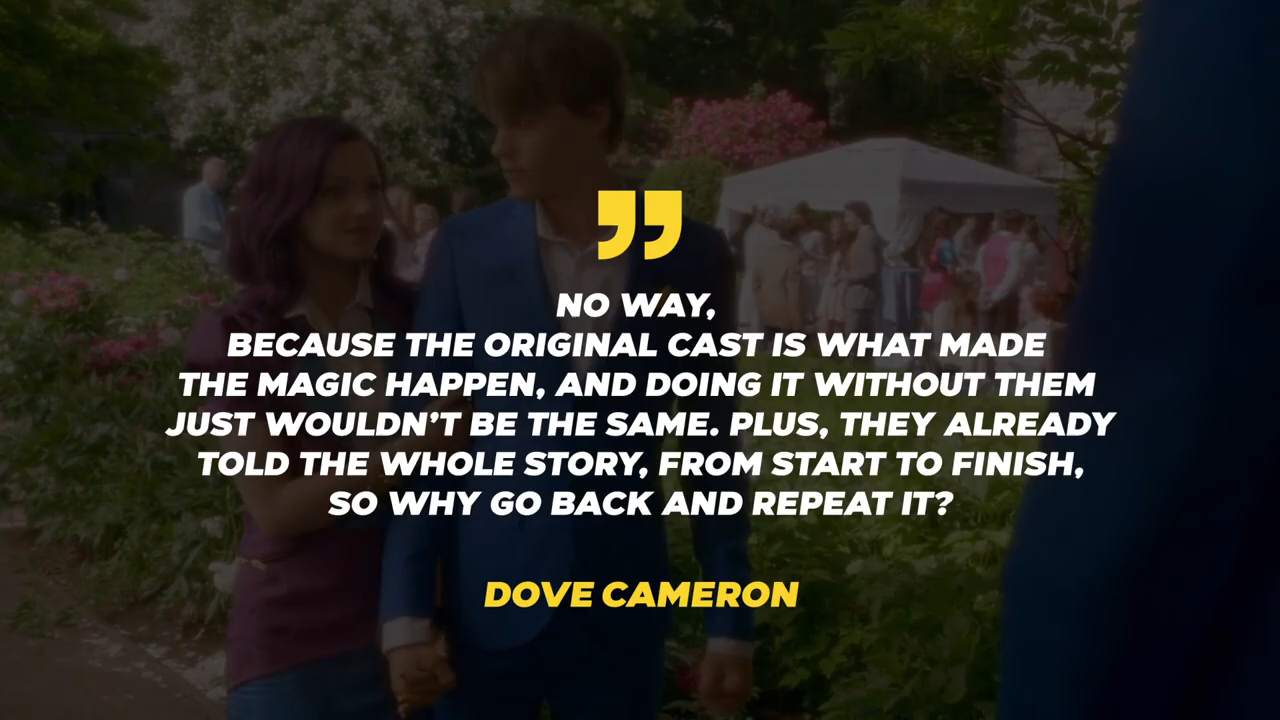 ”
NO WAY,
BECAUSE THE ORIGINAL CAST IS WHAT MADE
THE MAGIC HAPPEN, AND DOING IT WITHOUT THEM
JUST WOULDN’T BE THE SAME. PLUS, THEY ALREADY
TOLD THE WHOLE STORY, FROM START TO FINISH,
SO WHY GO BACK AND REPEAT IT?
DOVE CAMERON